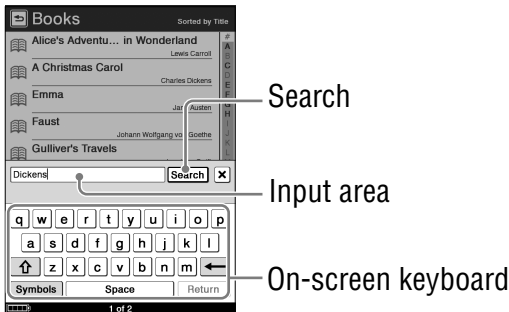 Books
Sorted by Title
Alice's Adventu... in Wonderland
Lewis Carroll
A Christmas Carol
Charles Dickens
Emma
Jane Austen
Faust
Johann Wolfgang von Goethe
Gulliver's Travels
#
A
B
C
D
E
F
G
H
I
J
K
L
Dickens
Search
q w e r t y u i o p
a s d f g h j k l
z x c v b n m
Symbols Space Return
1 of 2
Search
Input area
On-screen keyboard